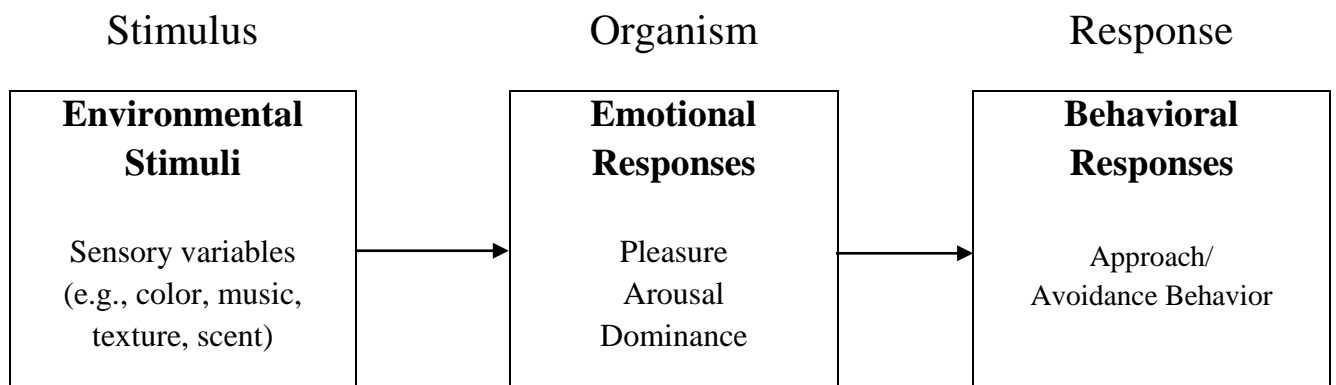 Stimulus
Organism
Response
Environmental
Stimuli
Sensory variables
(e.g., color, music,
texture, scent)
Emotional
Responses
Pleasure
Arousal
Dominance
Behavioral
Responses
Approach/
Avoidance Behavior